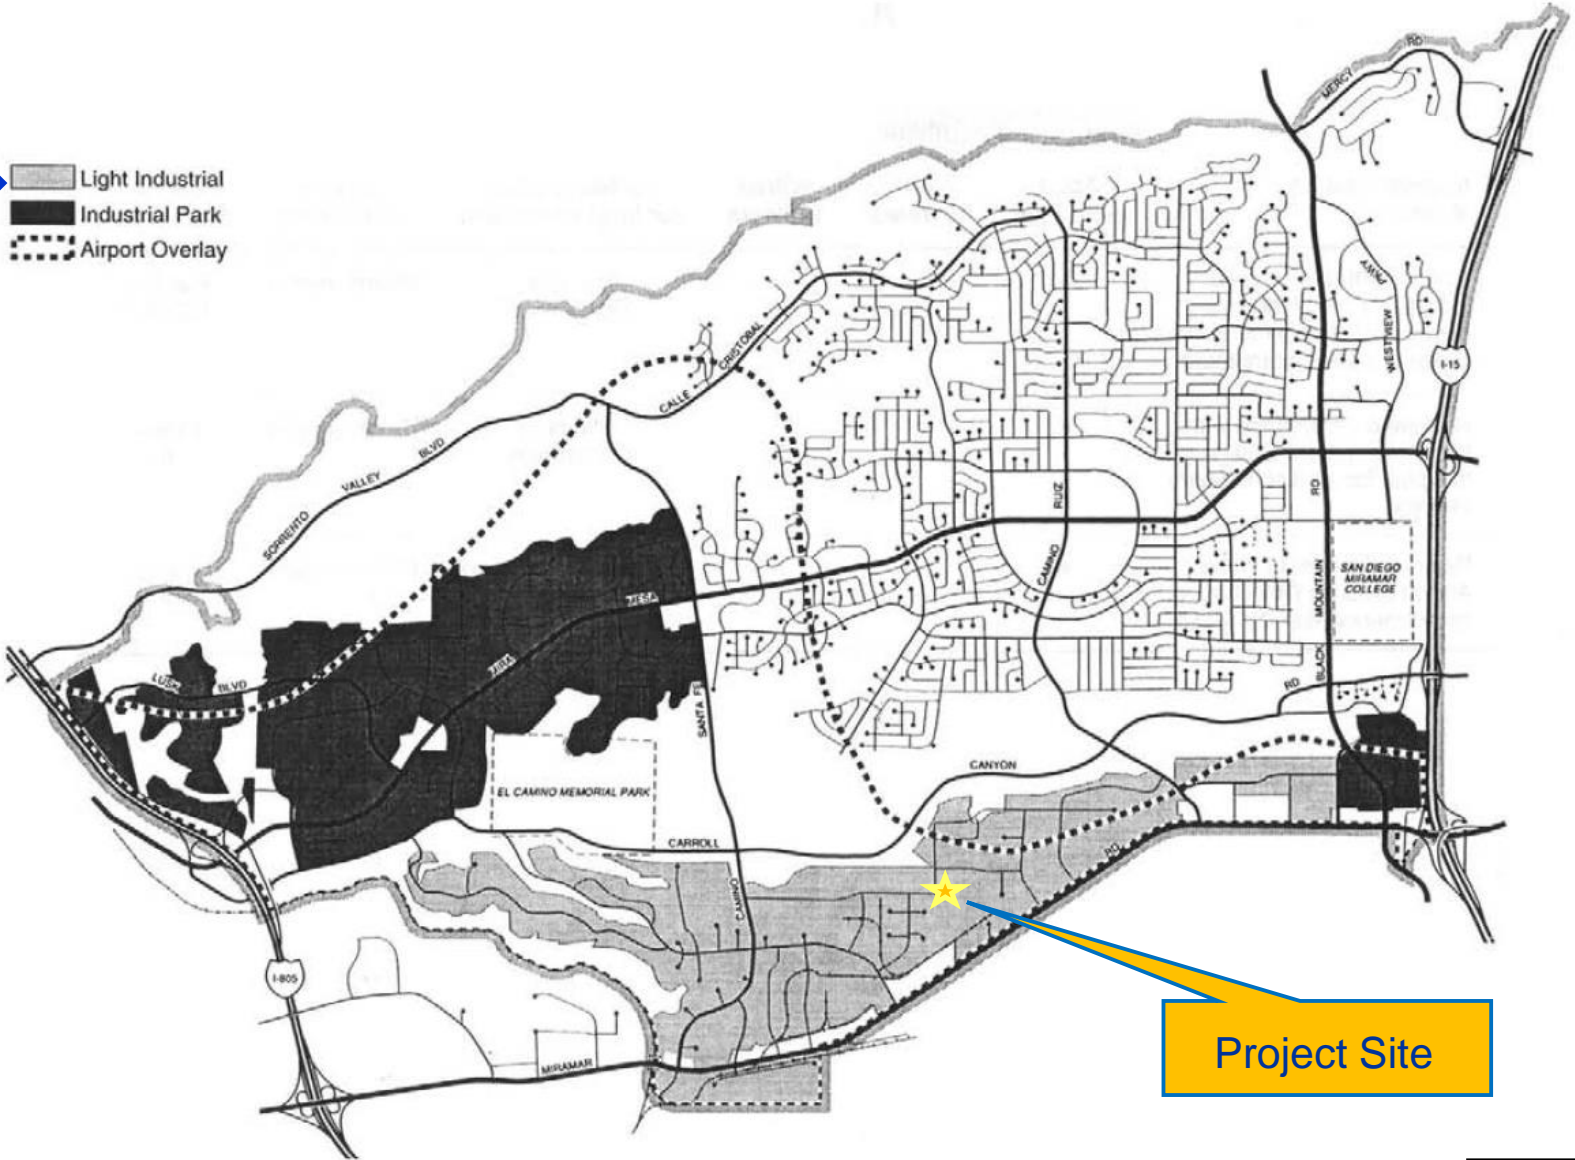 MERCY RD
Light Industrial
Industrial Park
Airport Overlay
PKWY
WESTVIEW
CALLE CRISTOBAL
I-15
SORRENTO VALLEY BLVD
RUIZ
RD
CAMINO
SAN DIEGO
MIRAMAR
COLLEGE
BLACK MOUNTAIN
MIRA MESA
LUSK BLVD
SANTA FE
RD
CANYON
EL CAMINO MEMORIAL PARK
CARROLL
RD
CAMINO
I-805
MIRAMAR
Project Site